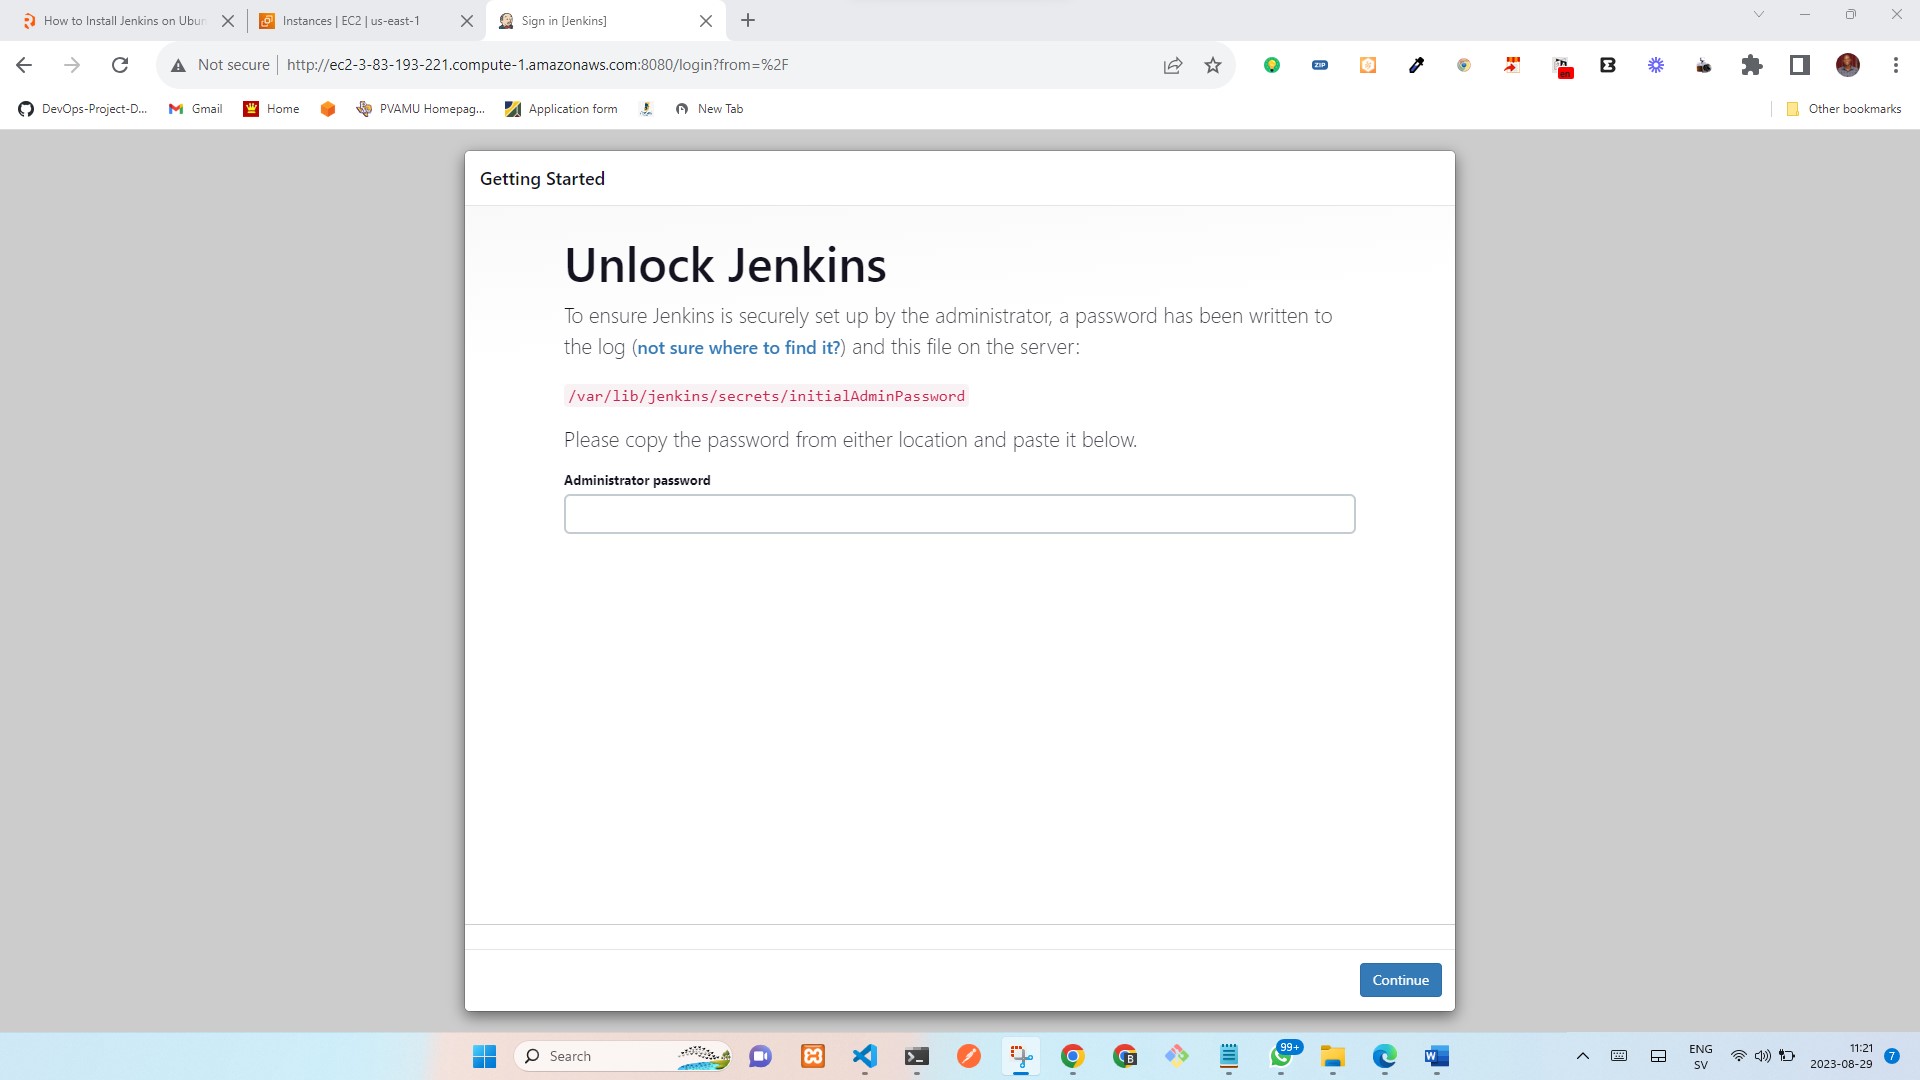 How to Install Jenkins on Ubun
Instances | EC2 | us-east-1
Sign in [Jenkins]
Not secure
http://ec2-3-83-193-221.compute-1.amazonaws.com:8080/login?from=%2F
ZIP
en
DevOps-Project-D...
Gmail
Home
PVAMU Homepag...
Application form
New Tab
Other bookmarks
Getting Started
Unlock Jenkins
To ensure Jenkins is securely set up by the administrator, a password has been written to
the log (not sure where to find it?) and this file on the server:
/var/lib/jenkins/secrets/initialAdminPassword
Please copy the password from either location and paste it below.
Administrator password
Continue
Search
B
99+
W
ENG
SV
11:21
2023-08-29
7